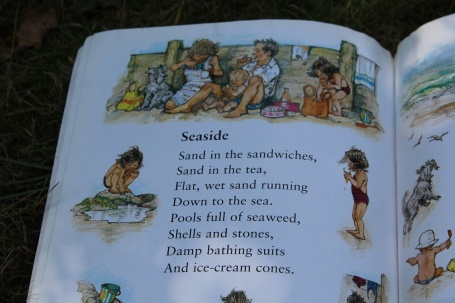 Seaside
Sand in the sandwiches,
Sand in the tea,
Flat, wet sand running
Down to the sea.
Pools full of seaweed,
Shells and stones,
Damp bathing suits
And ice-cream cones.